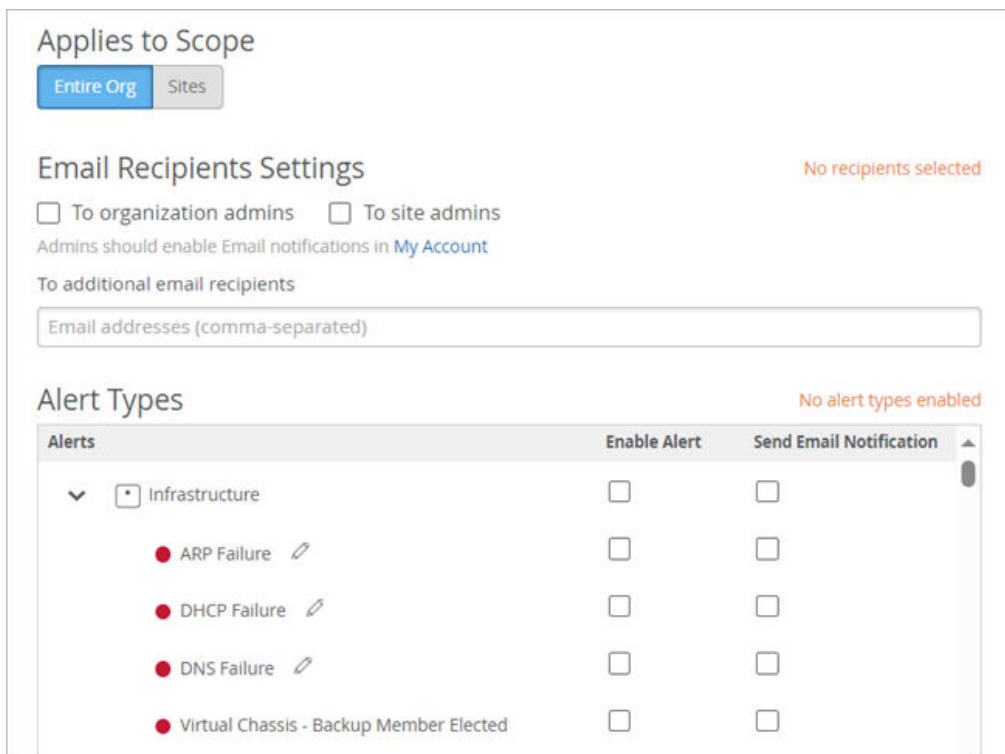 Applies to Scope
Entire Org Sites
Email Recipients Settings No recipients selected
To organization admins To site admins
Admins should enable Email notifications in My Account
To additional email recipients
Email addresses (comma-separated)
Alert Types No alert types enabled
Alerts Enable Alert Send Email Notification
Infrastructure
ARP Failure
DHCP Failure
DNS Failure
Virtual Chassis - Backup Member Elected